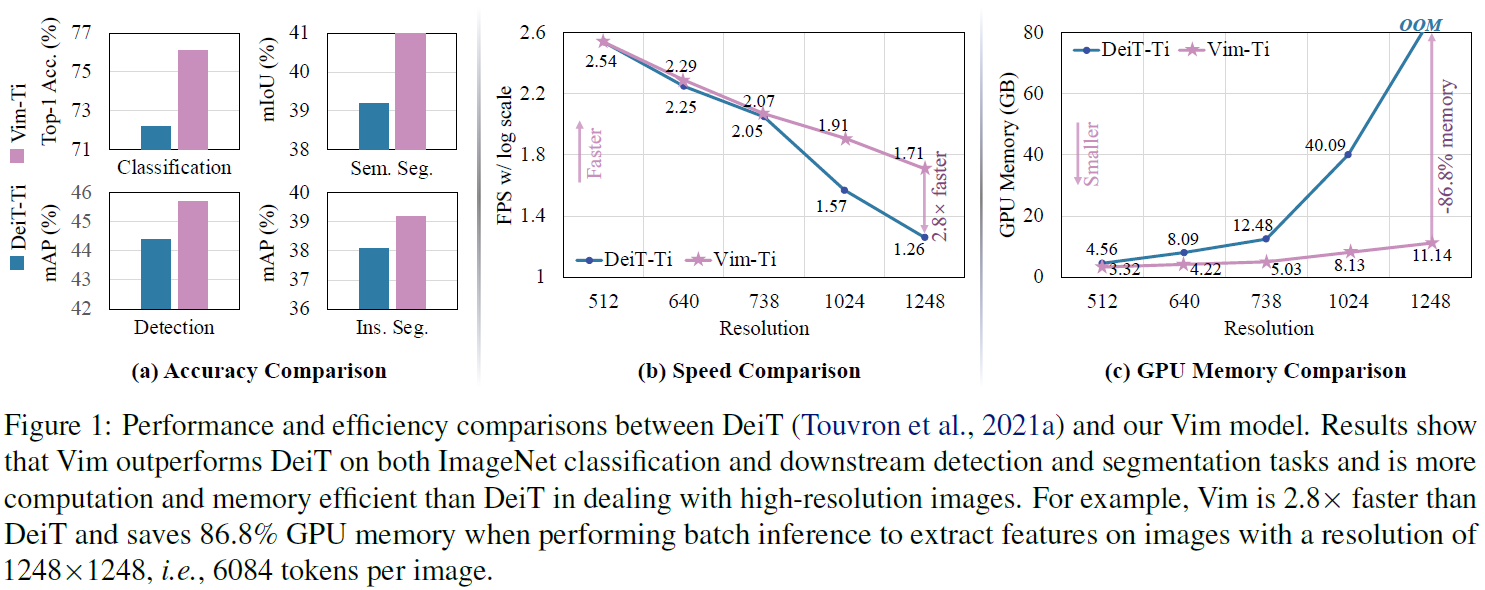 Vim-Ti
DeiT-Ti
Top-1 Acc. (%)
77
75
73
71
Classification
mIoU (%)
41
40
39
38
Sem. Seg.
mAP (%)
46
45
44
43
42
Detection
mAP (%)
40
39
38
37
36
Ins. Seg.
(a) Accuracy Comparison
FPS w/ log scale
2.6
2.2
1.8
1.4
1
Faster
2.54
2.29
2.25
2.07
2.05
1.91
1.57
1.71
1.26
2.8× faster
DeiT-Ti
Vim-Ti
512
640
738
1024
1248
Resolution
(b) Speed Comparison
GPU Memory (GB)
80
60
40
20
0
DeiT-Ti
Vim-Ti
OOM
Smaller
-86.8% memory
4.56
8.09
12.48
40.09
3.32
4.22
5.03
8.13
11.14
512
640
738
1024
1248
Resolution
(c) GPU Memory Comparison
Figure 1: Performance and efficiency comparisons between DeiT (Touvron et al., 2021a) and our Vim model. Results show
that Vim outperforms DeiT on both ImageNet classification and downstream detection and segmentation tasks and is more
computation and memory efficient than DeiT in dealing with high-resolution images. For example, Vim is 2.8× faster than
DeiT and saves 86.8% GPU memory when performing batch inference to extract features on images with a resolution of
1248×1248, i.e., 6084 tokens per image.